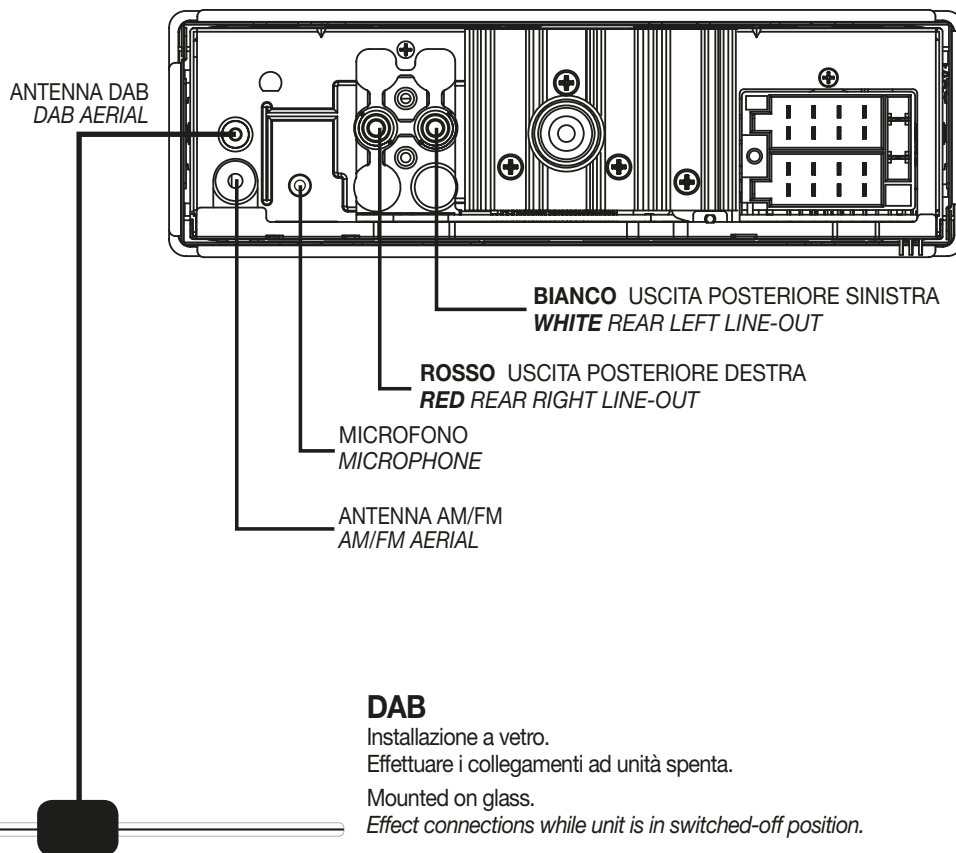 ANTENNA DAB
DAB AERIAL
BIANCO USCITA POSTERIORE SINISTRA
WHITE REAR LEFT LINE-OUT
ROSSO USCITA POSTERIORE DESTRA
RED REAR RIGHT LINE-OUT
MICROFONO
MICROPHONE
ANTENNA AM/FM
AM/FM AERIAL
DAB
Installazione a vetro.
Effettuare i collegamenti ad unità spenta.
Mounted on glass.
Effect connections while unit is in switched-off position.